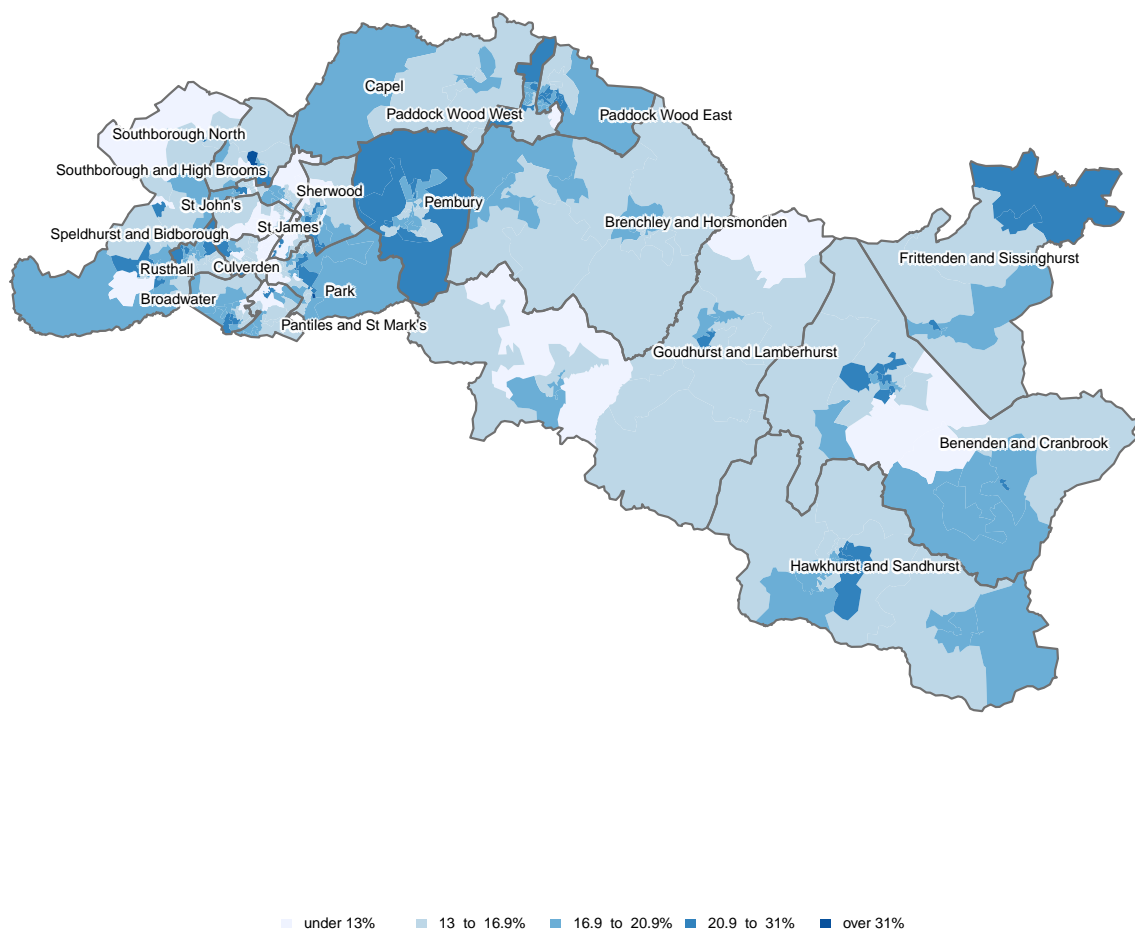 Capel
Paddock Wood West
Paddock Wood East
Southborough North
Southborough and High Brooms
Sherwood
St John's
Pembury
Brenchley and Horsmonden
St James'
Speldhurst and Bidborough
Frittenden and Sissinghurst
Rusthall
Culverden
Park
Broadwater
Pantiles and St Mark's
Goudhurst and Lamberhurst
Benenden and Cranbrook
Hawkhurst and Sandhurst
under 13% 13 to 16.9% 16.9 to 20.9% 20.9 to 31% over 31%